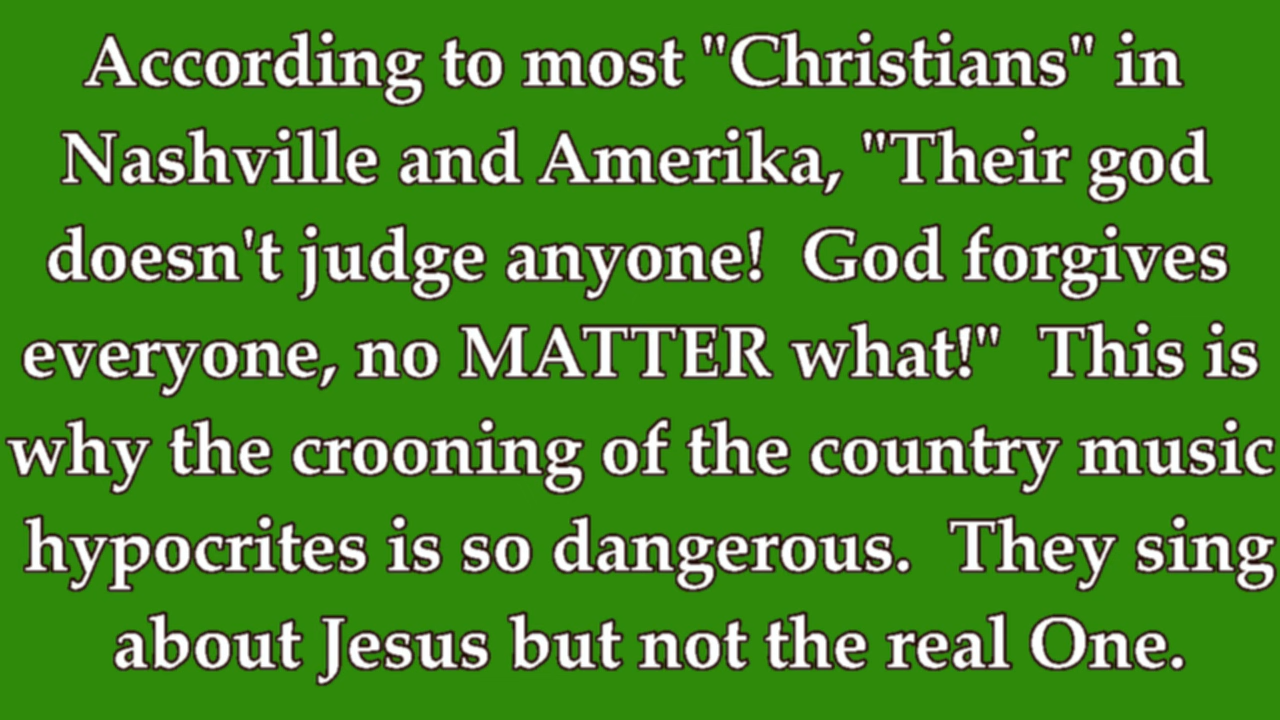 According to most "Christians" in
Nashville and Amerika, "Their god
doesn't judge anyone!  God forgives
everyone, no MATTER what!"  This is
why the crooning of the country music
hypocrites is so dangerous.  They sing
about Jesus but not the real One.